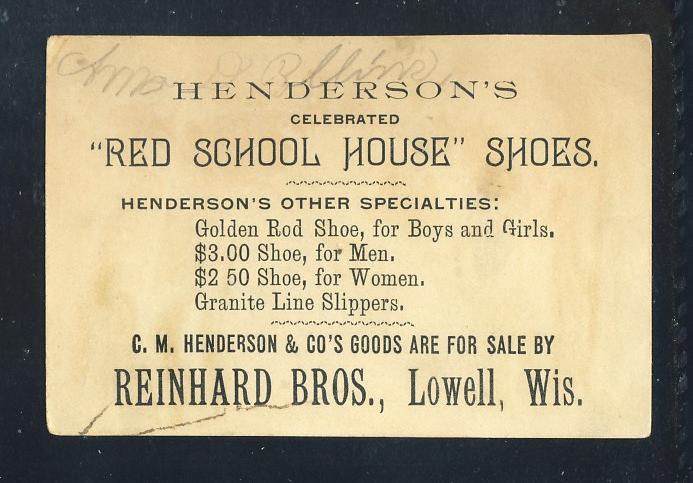 HENDERSON'S
CELEBRATED
"RED SCHOOL HOUSE" SHOES.
HENDERSON'S OTHER SPECIALTIES:
Golden Rod Shoe, for Boys and Girls.
$3.00 Shoe, for Men.
$2 50 Shoe, for Women.
Granite Line Slippers.
C. M. HENDERSON & CO'S GOODS ARE FOR SALE BY
REINHARD BROS., Lowell, Wis.